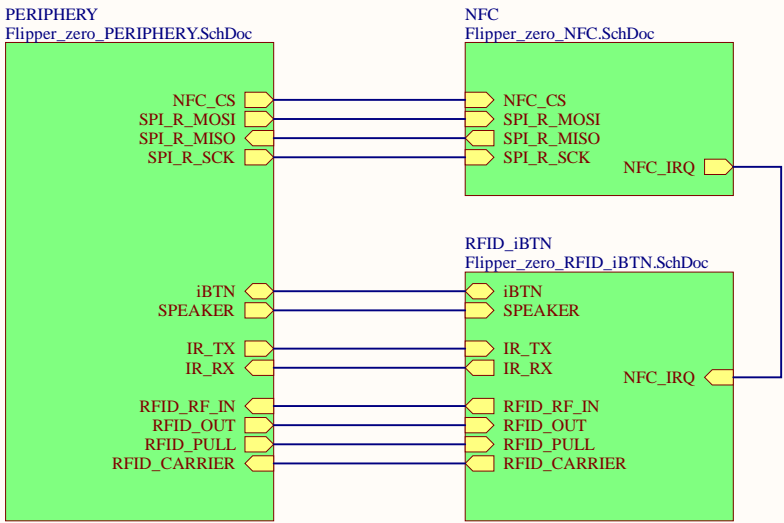 PERIPHERY
Flipper_zero_PERIPHERY.SchDoc
NFC_CS
SPI_R_MOSI
SPI_R_MISO
SPI_R_SCK
iBTN
SPEAKER
IR_TX
IR_RX
RFID_RF_IN
RFID_OUT
RFID_PULL
RFID_CARRIER
NFC
Flipper_zero_NFC.SchDoc
NFC_CS
SPI_R_MOSI
SPI_R_MISO
SPI_R_SCK
NFC_IRQ
RFID_iBTN
Flipper_zero_RFID_iBTN.SchDoc
iBTN
SPEAKER
IR_TX
IR_RX
NFC_IRQ
RFID_RF_IN
RFID_OUT
RFID_PULL
RFID_CARRIER